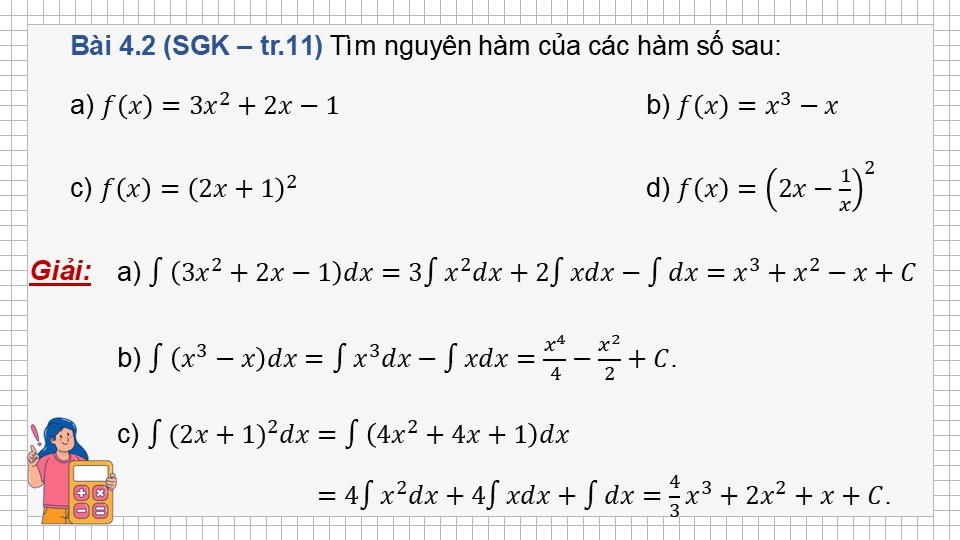 Bài 4.2 (SGK – tr.11) Tìm nguyên hàm của các hàm số sau:
a) f(x) = 3x² + 2x − 1 b) f(x) = x³ − x
c) f(x) = (2x + 1)² d) f(x) = (2x − 1/x)²
Giải: a) ∫(3x² + 2x − 1)dx = 3∫x²dx + 2∫xdx − ∫dx = x³ + x² − x + C
b) ∫(x³ − x)dx = ∫x³dx − ∫xdx = x⁴/4 − x²/2 + C.
c) ∫(2x + 1)²dx = ∫(4x² + 4x + 1)dx
= 4∫x²dx + 4∫xdx + ∫dx = 4/3 x³ + 2x² + x + C.